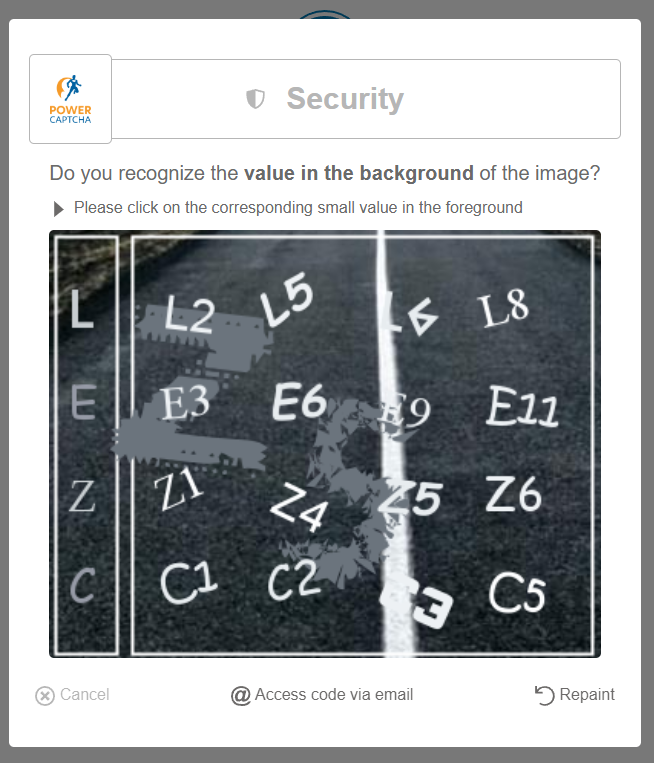 POWER
CAPTCHA
Security
Do you recognize the value in the background of the image?
Please click on the corresponding small value in the foreground
L L2 L5 L6 L8
E E3 E6 E9 E11
Z Z1 Z4 Z5 Z6
C C1 C2 C3 C5
Cancel @ Access code via email Repaint